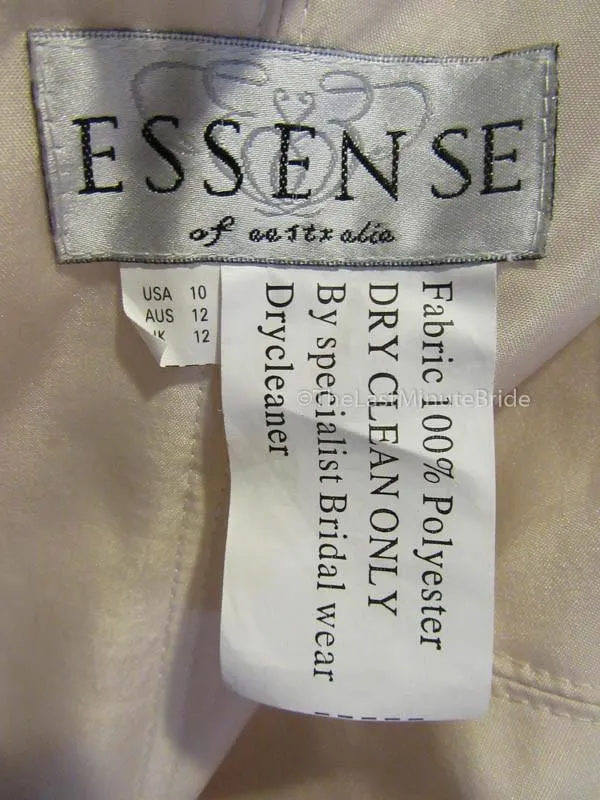 ESSENSE
of australia
USA 10
AUS 12
UK 12
Fabric 100% Polyester
DRY CLEAN ONLY
By specialist Bridal wear
Drycleaner
©TheLastMinuteBride